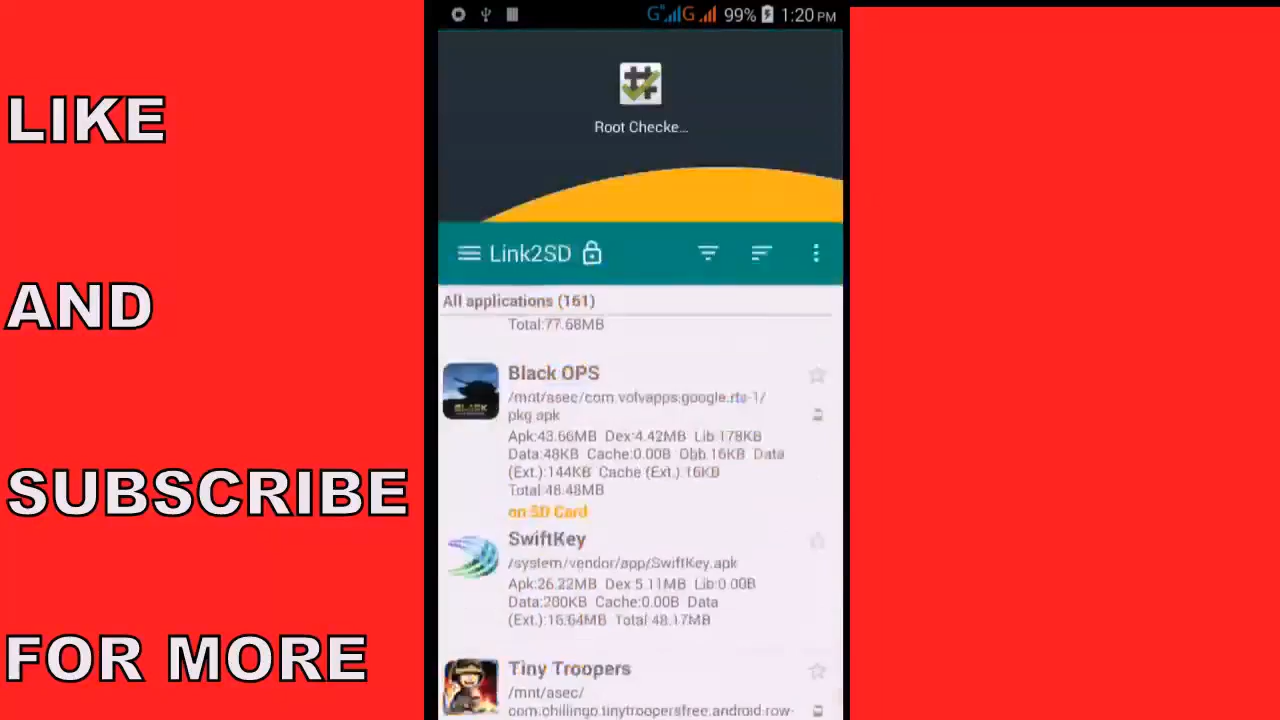 LIKE
AND
SUBSCRIBE
FOR MORE
G G 99% 1:20 PM
Root Checke...
Link2SD
All applications (161)
Total:77.68MB
Black OPS
/mnt/asec/com.volvapps.google.rts-1/
pkg.apk
Apk:43.66MB Dex:4.42MB Lib:178KB
Data:48KB Cache:0.00B Obb:16KB Data
(Ext.):144KB Cache (Ext.):16KB
Total:48.48MB
on SD Card
SwiftKey
/system/vendor/app/SwiftKey.apk
Apk:26.22MB Dex:5.11MB Lib:0.00B
Data:200KB Cache:0.00B Data
(Ext.):16.64MB Total:48.17MB
Tiny Troopers
/mnt/asec/
com.chillingo.tinytroopersfree.android.row-